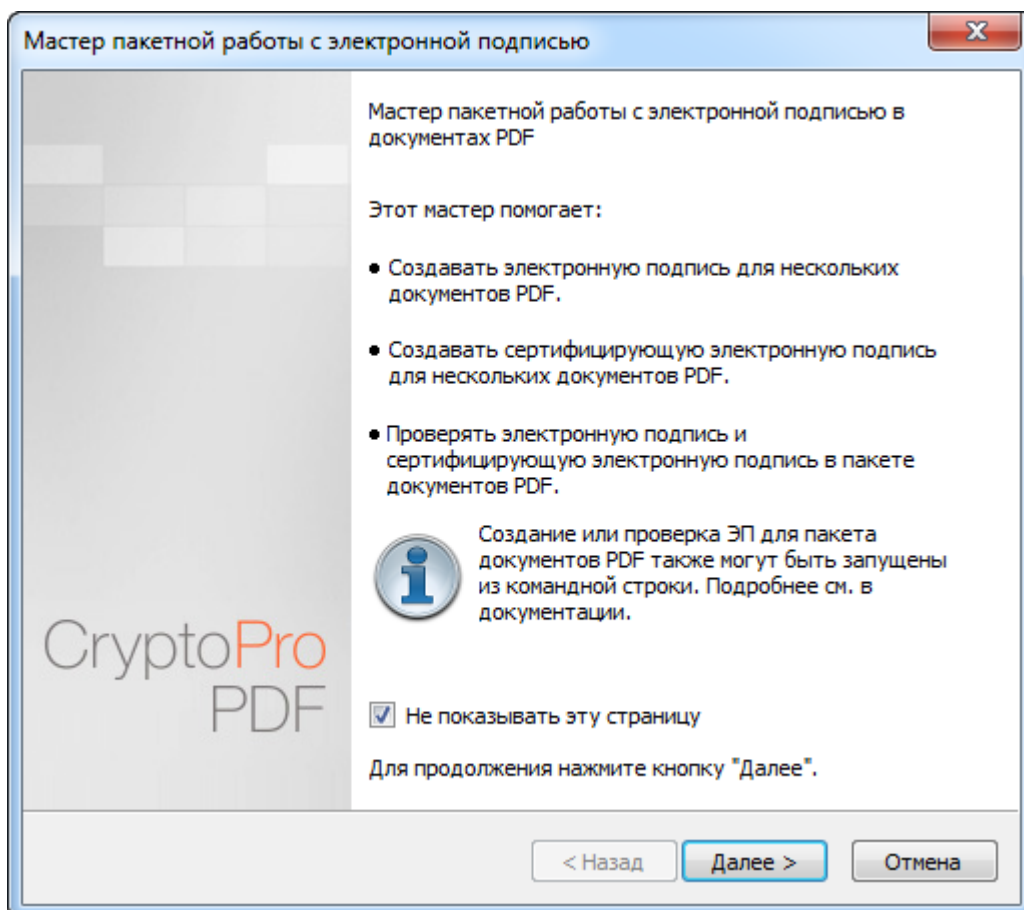 Мастер пакетной работы с электронной подписью
Мастер пакетной работы с электронной подписью в
документах PDF
Этот мастер помогает:
• Создавать электронную подпись для нескольких
документов PDF.
• Создавать сертифицирующую электронную подпись
для нескольких документов PDF.
• Проверять электронную подпись и
сертифицирующую электронную подпись в пакете
документов PDF.
Создание или проверка ЭП для пакета
документов PDF также могут быть запущены
из командной строки. Подробнее см. в
документации.
CryptoPro
PDF
Не показывать эту страницу
Для продолжения нажмите кнопку "Далее".
< Назад
Далее >
Отмена